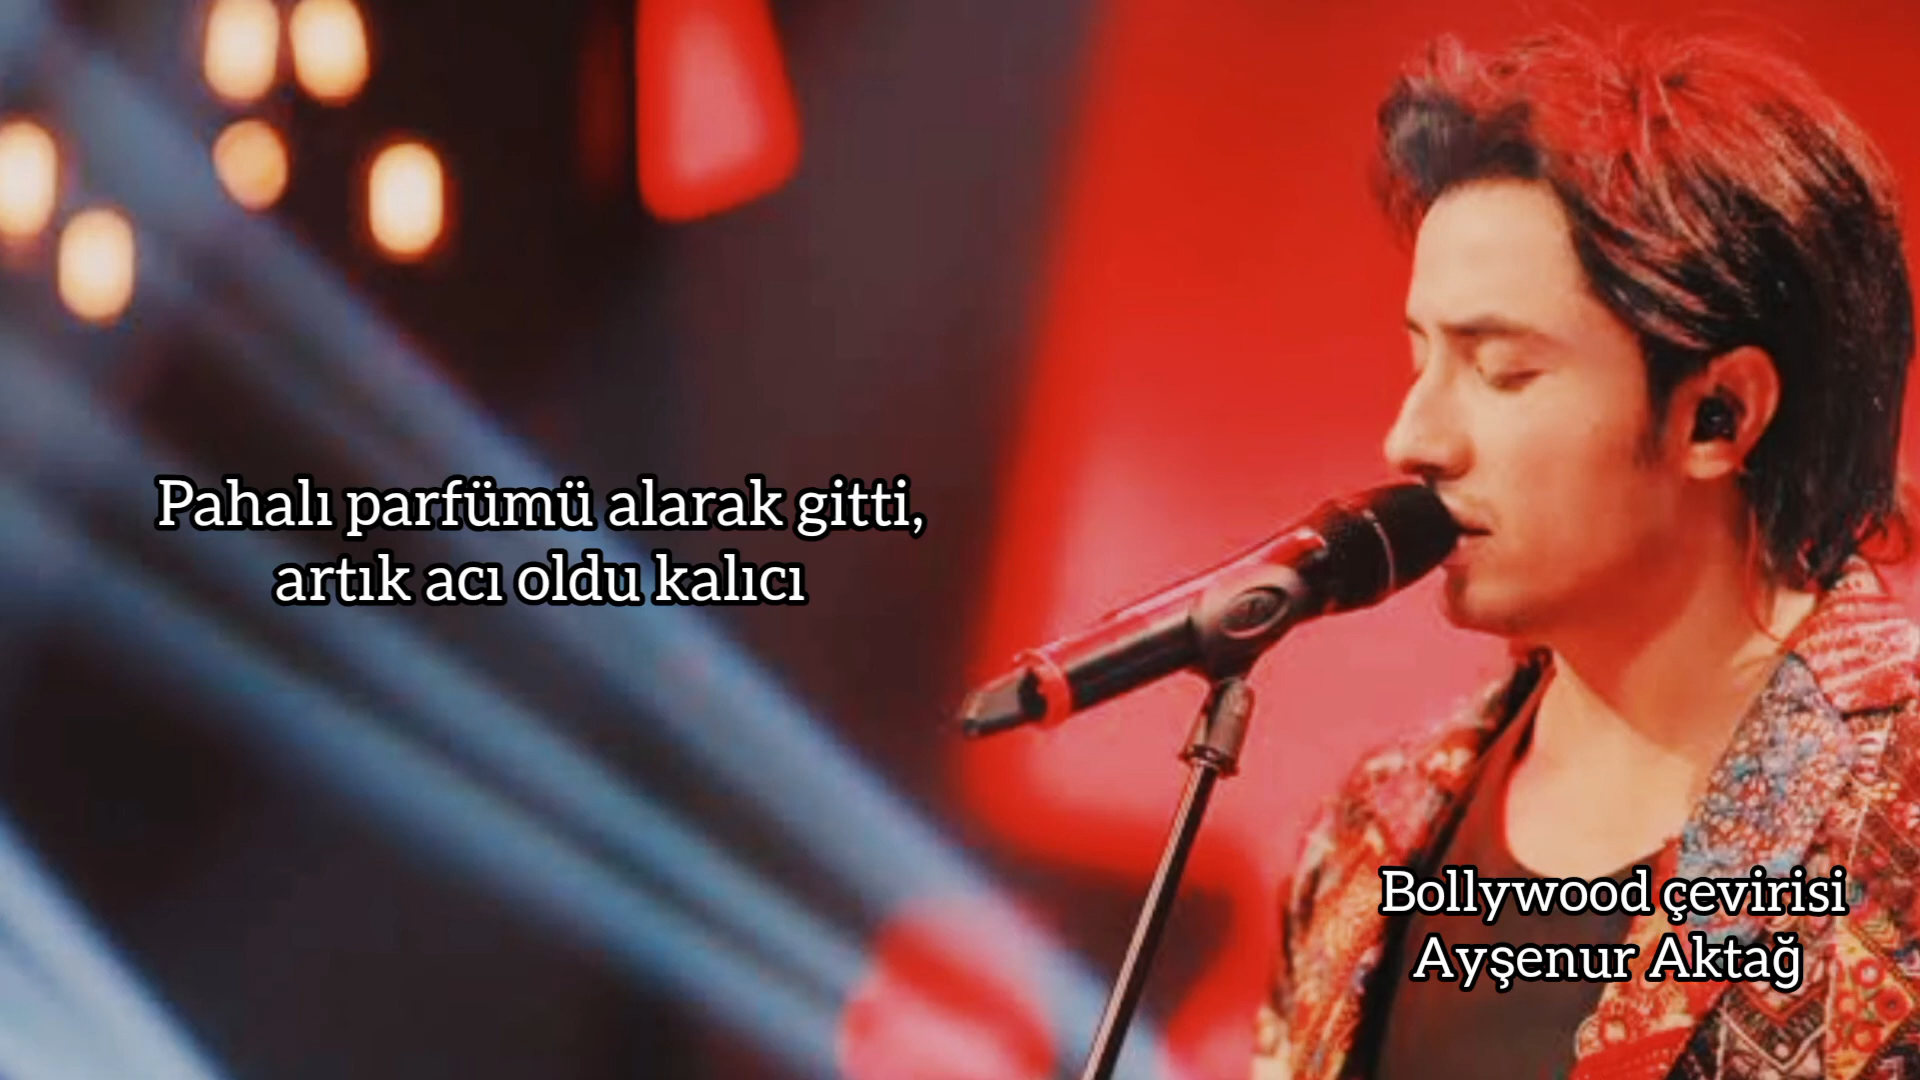 Pahalı parfümü alarak gitti,
artık acı oldu kalıcı
Bollywood çevirisi
Ayşenur Aktağ